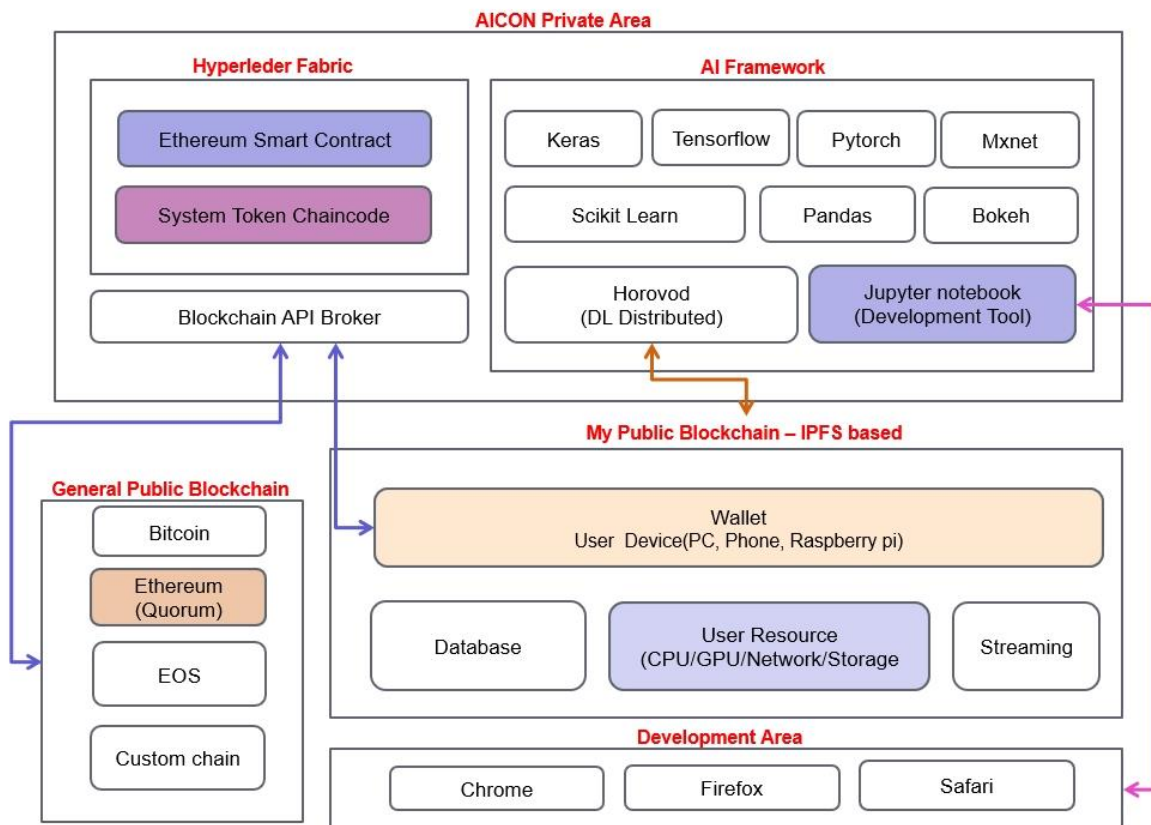 AICON Private Area
Hyperleder Fabric
Ethereum Smart Contract
System Token Chaincode
Blockchain API Broker
AI Framework
Keras
Tensorflow
Pytorch
Mxnet
Scikit Learn
Pandas
Bokeh
Horovod
(DL Distributed)
Jupyter notebook
(Development Tool)
General Public Blockchain
Bitcoin
Ethereum
(Quorum)
EOS
Custom chain
My Public Blockchain – IPFS based
Wallet
User Device(PC, Phone, Raspberry pi)
Database
User Resource
(CPU/GPU/Network/Storage
Streaming
Development Area
Chrome
Firefox
Safari